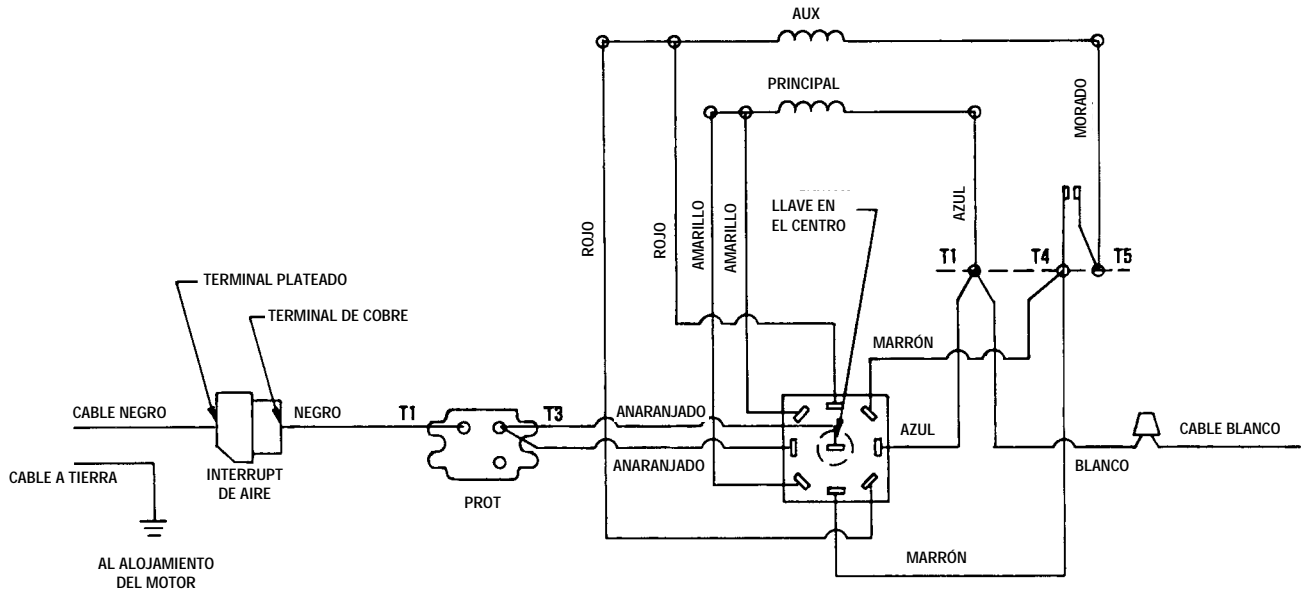 AUX
PRINCIPAL
MORADO
AZUL
LLAVE EN
EL CENTRO
ROJO
ROJO
AMARILLO
AMARILLO
T1
T4
T5
TERMINAL PLATEADO
TERMINAL DE COBRE
MARRÓN
CABLE NEGRO
NEGRO
T1
T3
ANARANJADO
AZUL
CABLE BLANCO
CABLE A TIERRA
INTERRUPT
DE AIRE
PROT
ANARANJADO
BLANCO
AL ALOJAMIENTO
DEL MOTOR
MARRÓN